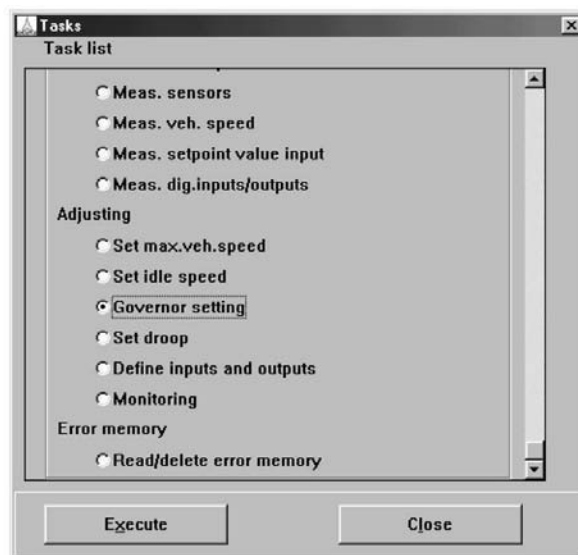 Tasks
Task list
Meas. sensors
Meas. veh. speed
Meas. setpoint value input
Meas. dig.inputs/outputs
Adjusting
Set max.veh.speed
Set idle speed
Governor setting
Set droop
Define inputs and outputs
Monitoring
Error memory
Read/delete error memory
Execute
Close